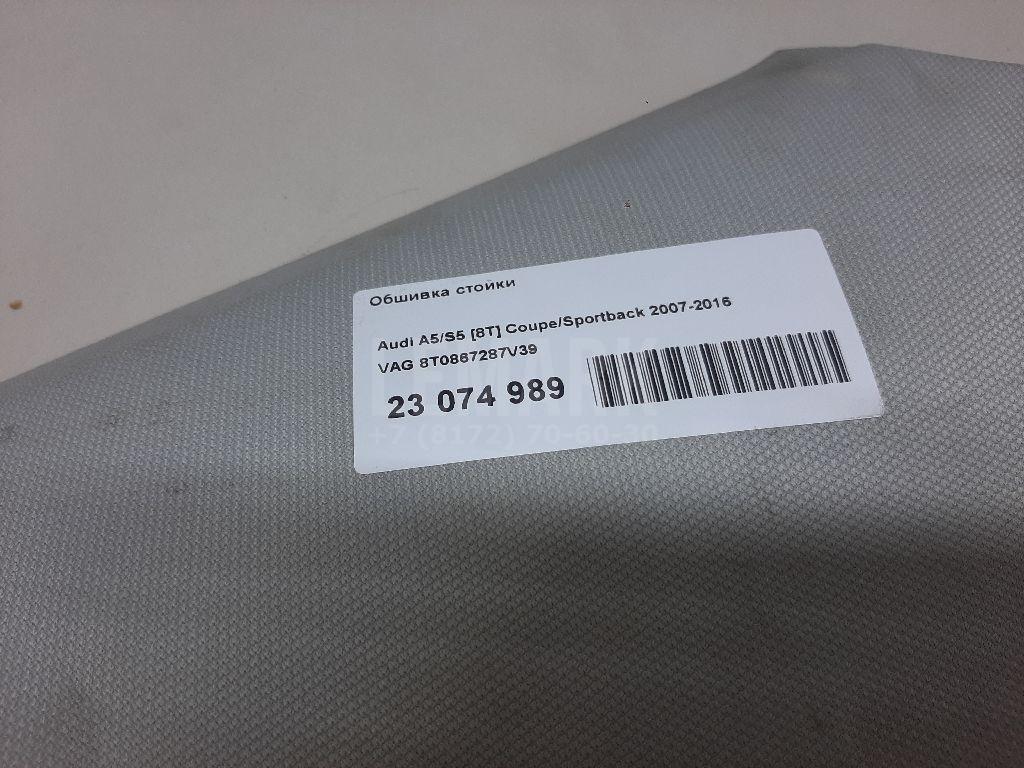 Обшивка стойки
Audi A5/S5 [8T] Coupe/Sportback 2007-2016
VAG 8T0867287V39
23 074 989
LEMARK
+7 (8172) 70-60-30